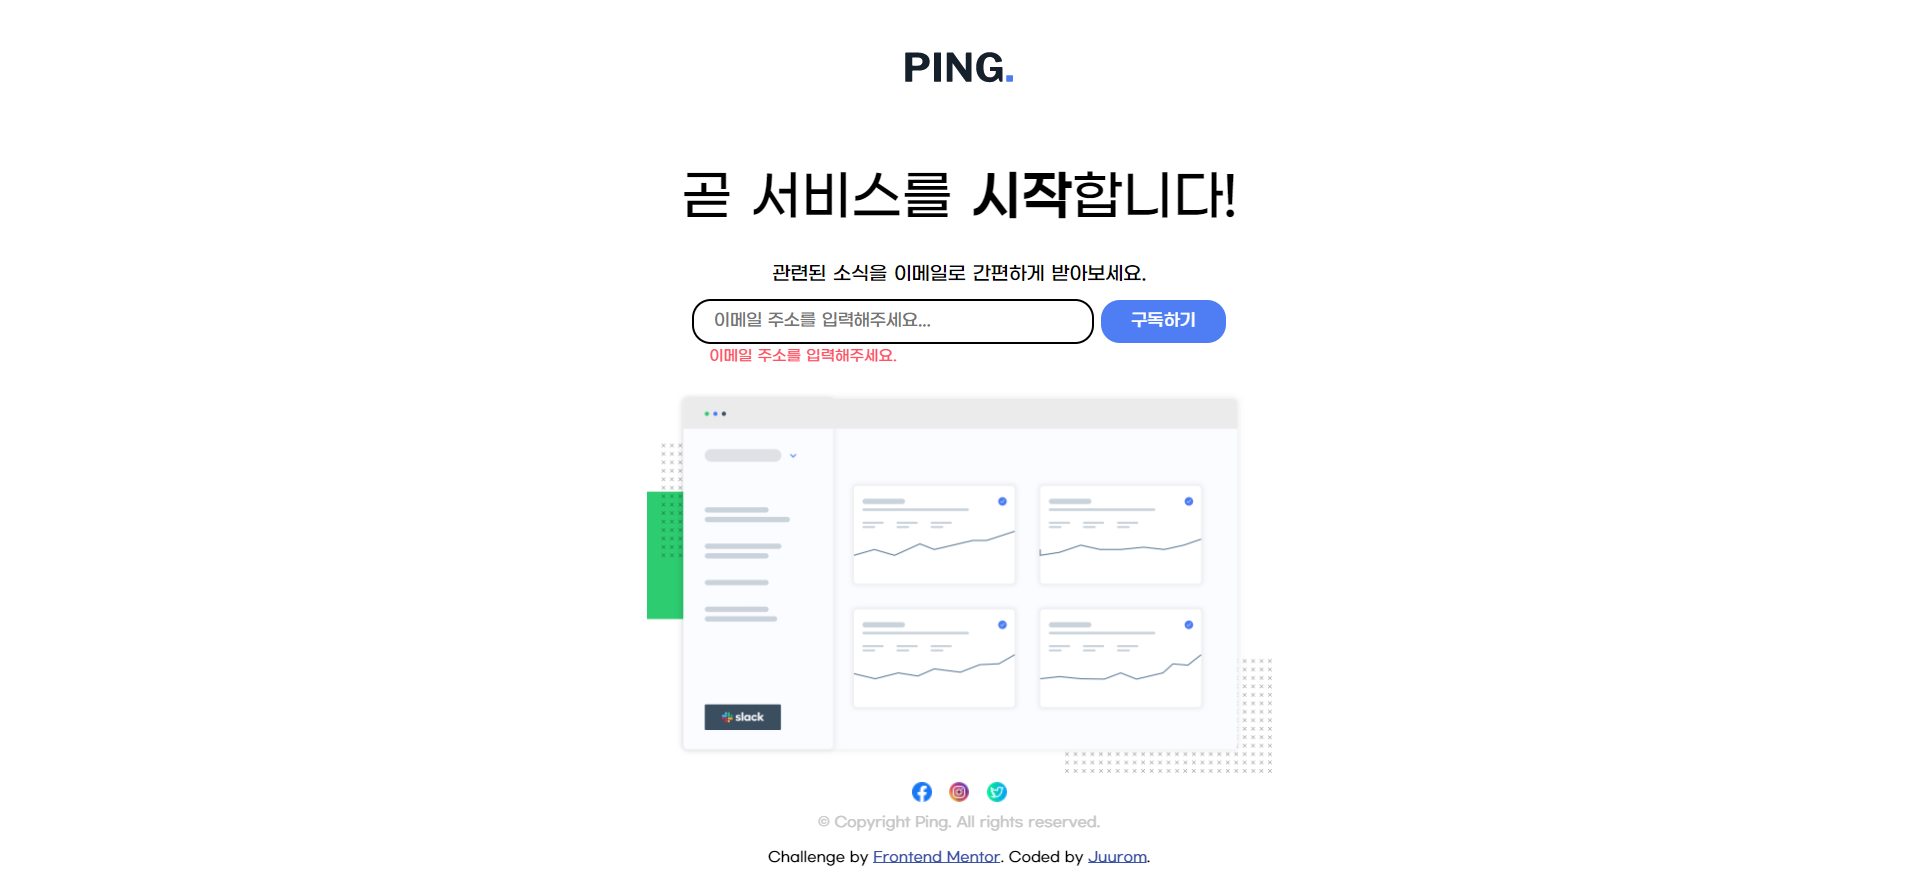 PING.
곧 서비스를 시작합니다!
관련된 소식을 이메일로 간편하게 받아보세요.
이메일 주소를 입력해주세요... 구독하기
이메일 주소를 입력해주세요.
slack
© Copyright Ping. All rights reserved.
Challenge by Frontend Mentor. Coded by Juurom.